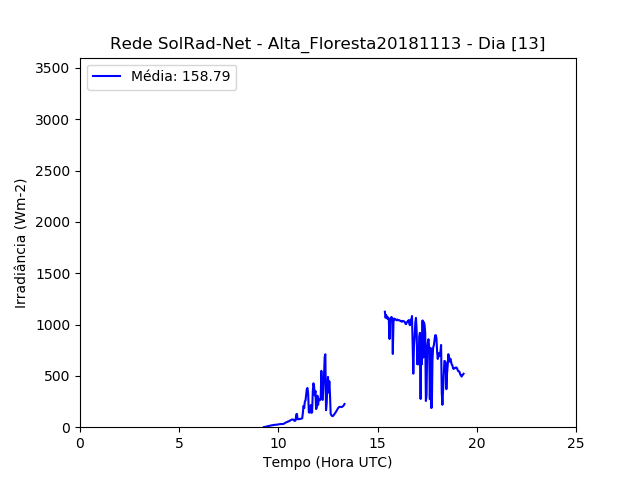 Rede SolRad-Net - Alta_Floresta20181113 - Dia [13]
Média: 158.79
Irradiância (Wm-2)
3500
3000
2500
2000
1500
1000
500
0
0 5 10 15 20 25
Tempo (Hora UTC)